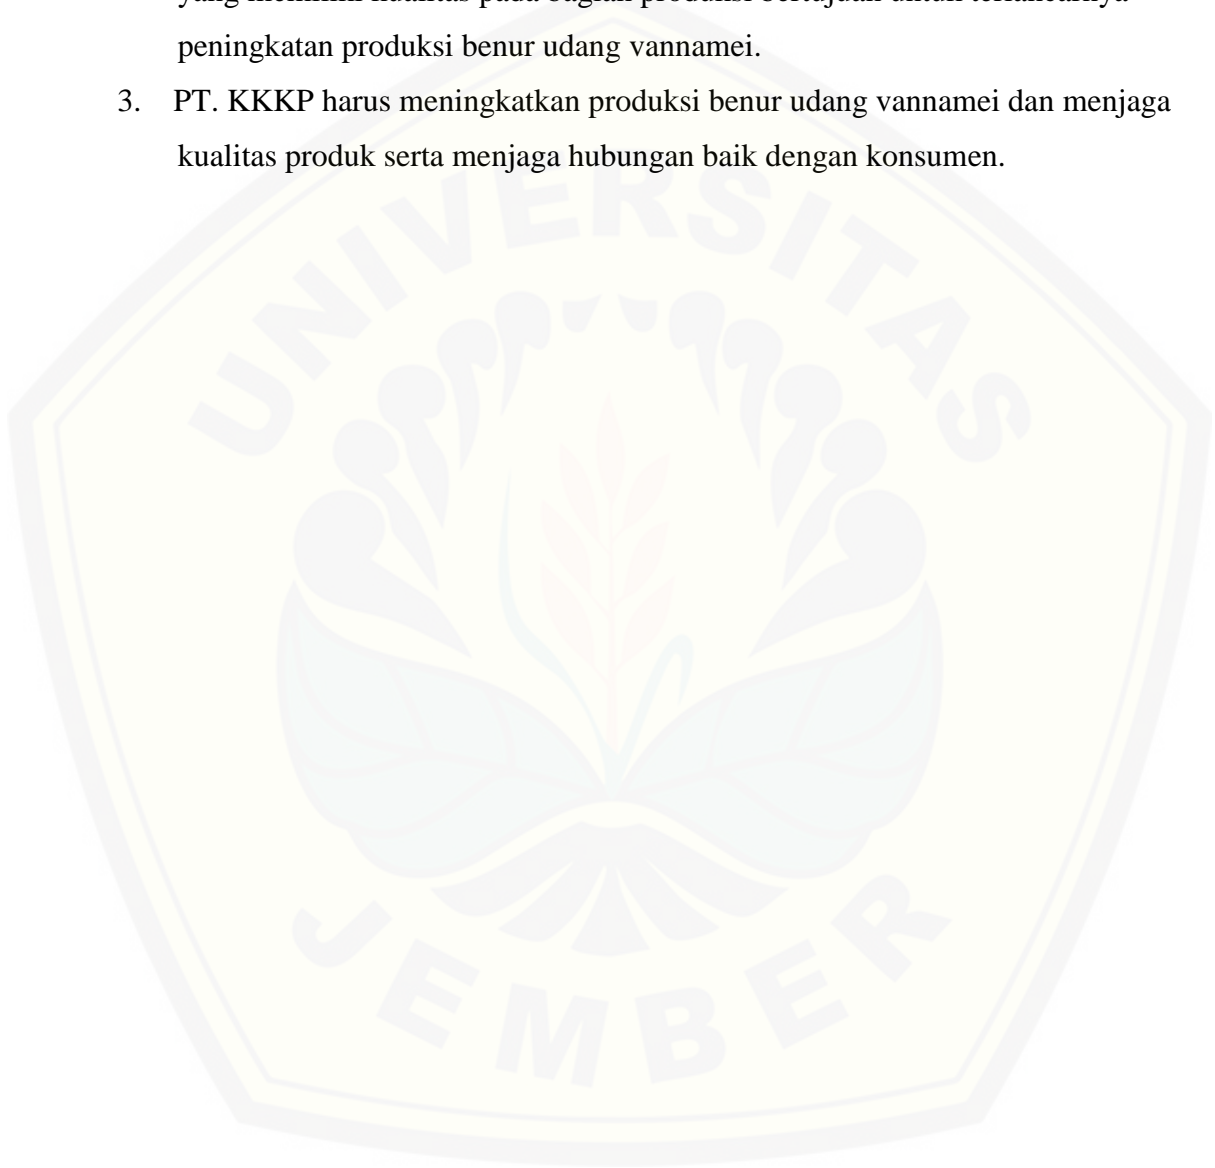 peningkatan produksi benur udang vannamei.
3. PT. KKKP harus meningkatkan produksi benur udang vannamei dan menjaga
kualitas produk serta menjaga hubungan baik dengan konsumen.
UNIVERSITAS
JEMBER